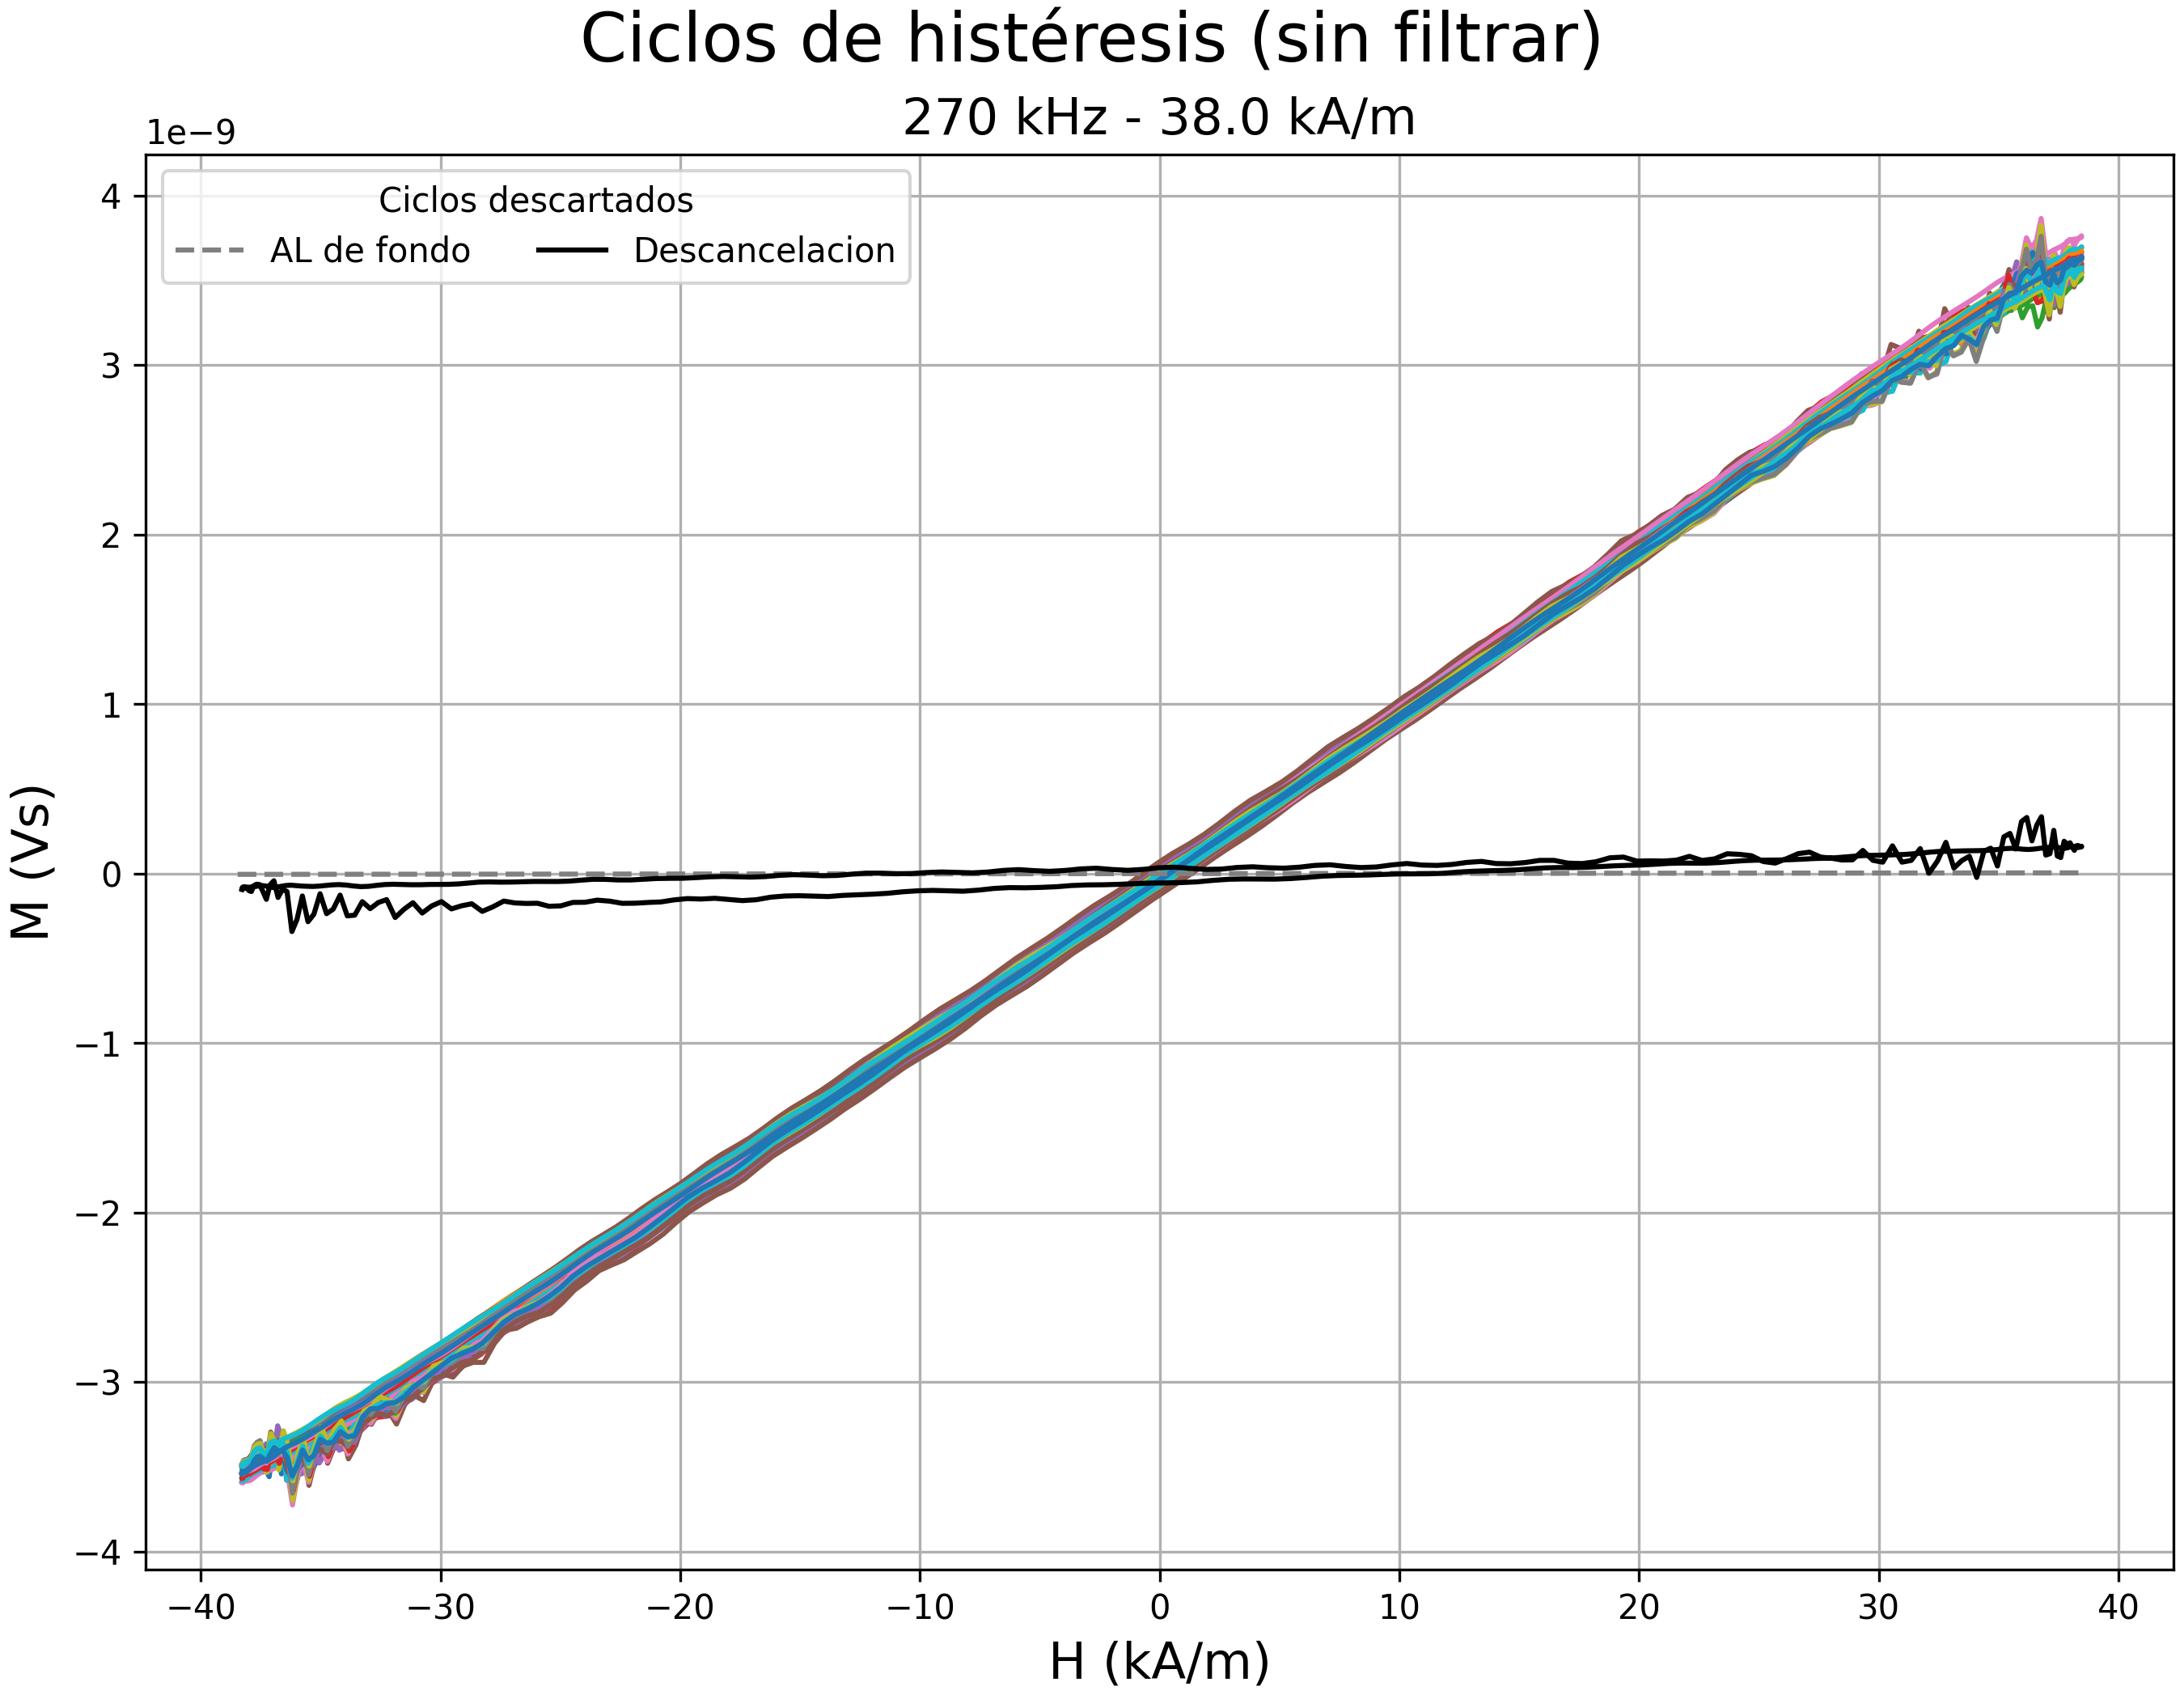 Ciclos de histéresis (sin filtrar)
270 kHz - 38.0 kA/m
1e−9
Ciclos descartados
AL de fondo
Descancelacion
4
3
2
1
0
−1
−2
−3
−4
M (Vs)
−40
−30
−20
−10
0
10
20
30
40
H (kA/m)